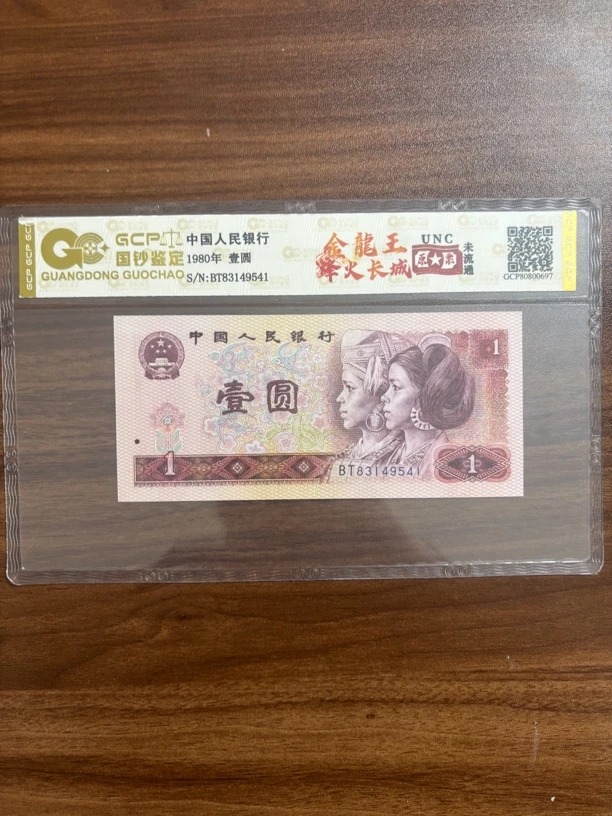 GCP
国钞鉴定
GUANGDONG GUOCHAO
中国人民银行
1980年 壹圆
S/N:BT83149541
金龍王
烽火长城
UNC
原★票
未流通
GCP80800697
中国人民银行
1
壹圆
1
BT83149541
1